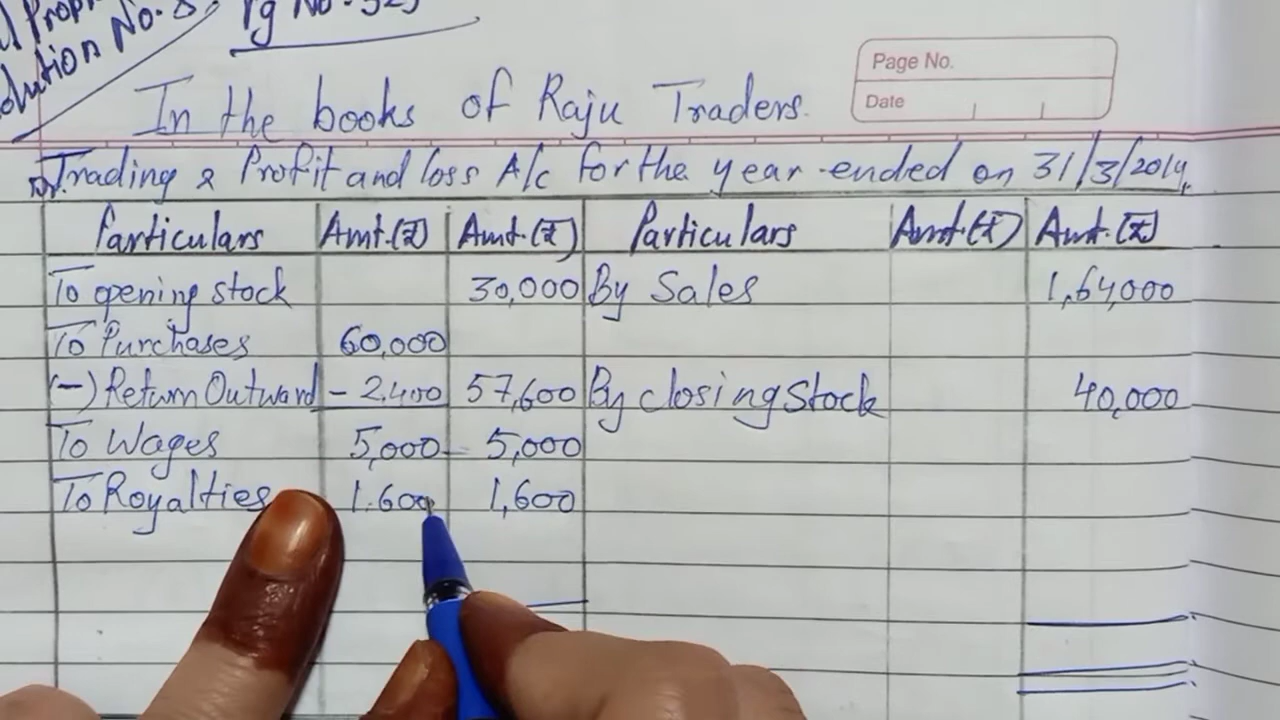 Pg No.
Solution No. 8
Page No.
Date
In the books of Raju Traders.
Dr. Trading & Profit and loss A/c for the year ended on 31/3/2019.
Particulars Amt.(₹) Amt.(₹) Particulars Amt.(₹) Amt.(₹)
To opening stock 30,000 By Sales 1,64,000
To Purchases 60,000
(-) Return Outward - 2,400 57,600 By closing stock 40,000
To Wages 5,000 5,000
To Royalties 1.600 1,600